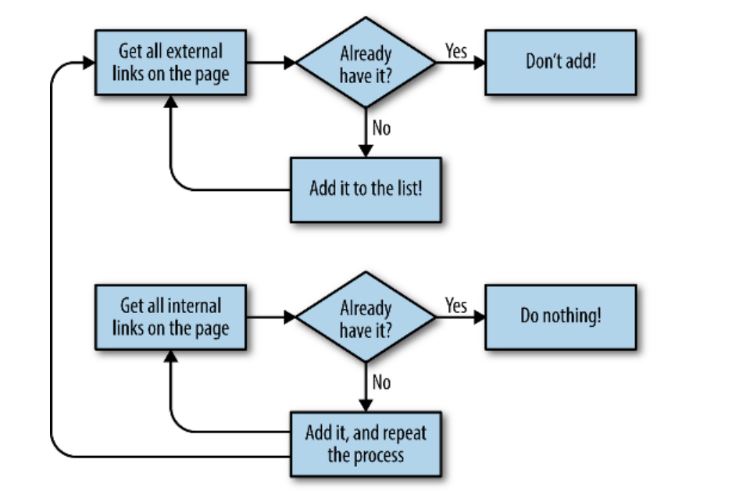 Get all external
links on the page
Already
have it?
Yes
Don't add!
No
Add it to the list!
Get all internal
links on the page
Already
have it?
Yes
Do nothing!
No
Add it, and repeat
the process